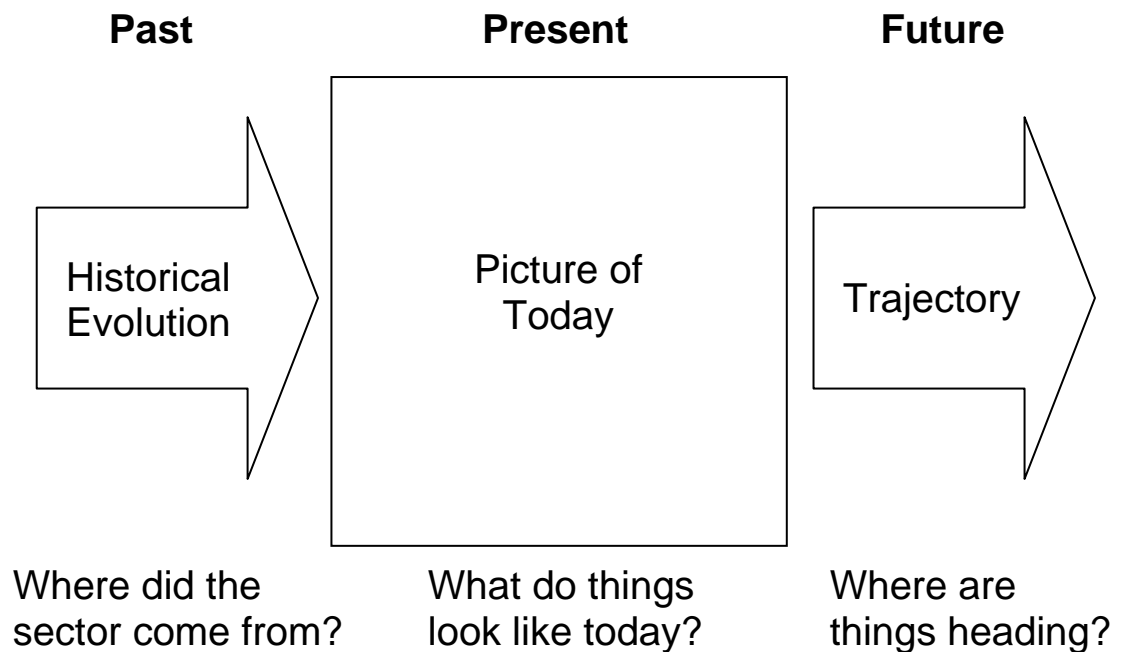 Past
Present
Future
Historical
Evolution
Picture of
Today
Trajectory
Where did the
sector come from?
What do things
look like today?
Where are
things heading?